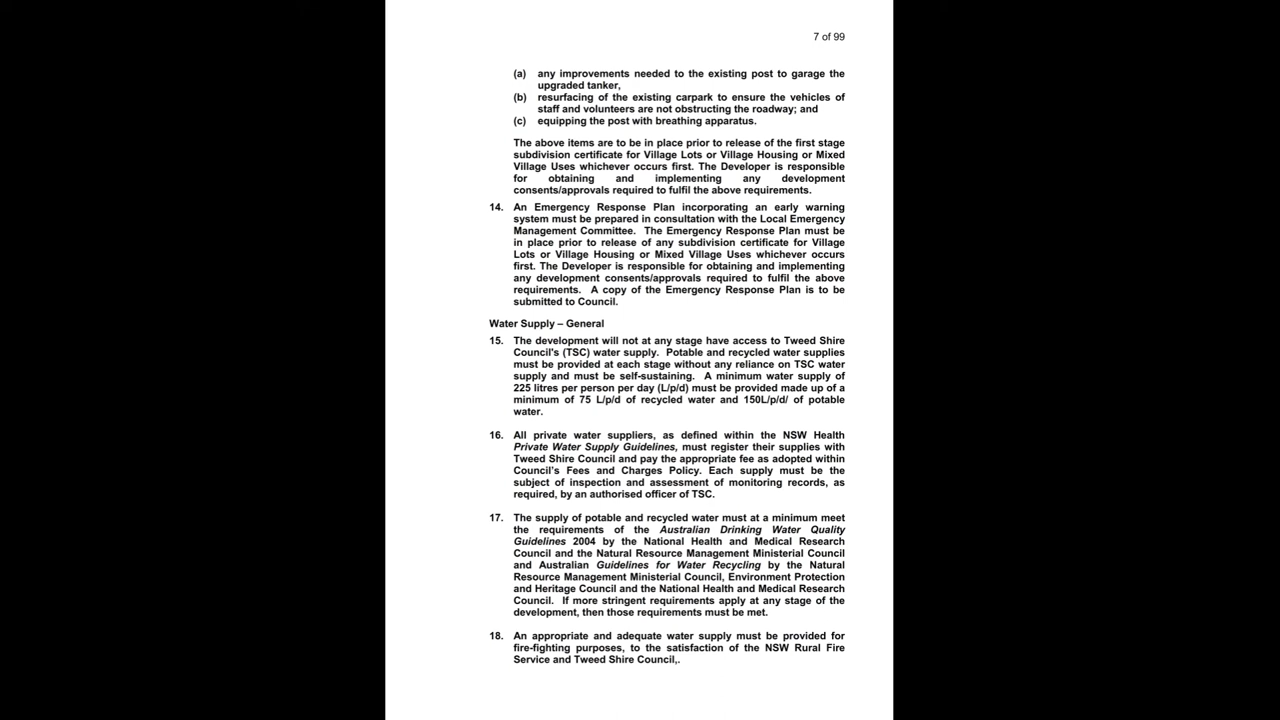 7 of 99
(a) any improvements needed to the existing post to garage the
upgraded tanker,
(b) resurfacing of the existing carpark to ensure the vehicles of
staff and volunteers are not obstructing the roadway; and
(c) equipping the post with breathing apparatus.
The above items are to be in place prior to release of the first stage
subdivision certificate for Village Lots or Village Housing or Mixed
Village Uses whichever occurs first. The Developer is responsible
for obtaining and implementing any development
consents/approvals required to fulfil the above requirements.
14. An Emergency Response Plan incorporating an early warning
system must be prepared in consultation with the Local Emergency
Management Committee. The Emergency Response Plan must be
in place prior to release of any subdivision certificate for Village
Lots or Village Housing or Mixed Village Uses whichever occurs
first. The Developer is responsible for obtaining and implementing
any development consents/approvals required to fulfil the above
requirements. A copy of the Emergency Response Plan is to be
submitted to Council.
Water Supply – General
15. The development will not at any stage have access to Tweed Shire
Council's (TSC) water supply. Potable and recycled water supplies
must be provided at each stage without any reliance on TSC water
supply and must be self-sustaining. A minimum water supply of
225 litres per person per day (L/p/d) must be provided made up of a
minimum of 75 L/p/d of recycled water and 150L/p/d/ of potable
water.
16. All private water suppliers, as defined within the NSW Health
Private Water Supply Guidelines, must register their supplies with
Tweed Shire Council and pay the appropriate fee as adopted within
Council's Fees and Charges Policy. Each supply must be the
subject of inspection and assessment of monitoring records, as
required, by an authorised officer of TSC.
17. The supply of potable and recycled water must at a minimum meet
the requirements of the Australian Drinking Water Quality
Guidelines 2004 by the National Health and Medical Research
Council and the Natural Resource Management Ministerial Council
and Australian Guidelines for Water Recycling by the Natural
Resource Management Ministerial Council, Environment Protection
and Heritage Council and the National Health and Medical Research
Council. If more stringent requirements apply at any stage of the
development, then those requirements must be met.
18. An appropriate and adequate water supply must be provided for
fire-fighting purposes, to the satisfaction of the NSW Rural Fire
Service and Tweed Shire Council,.